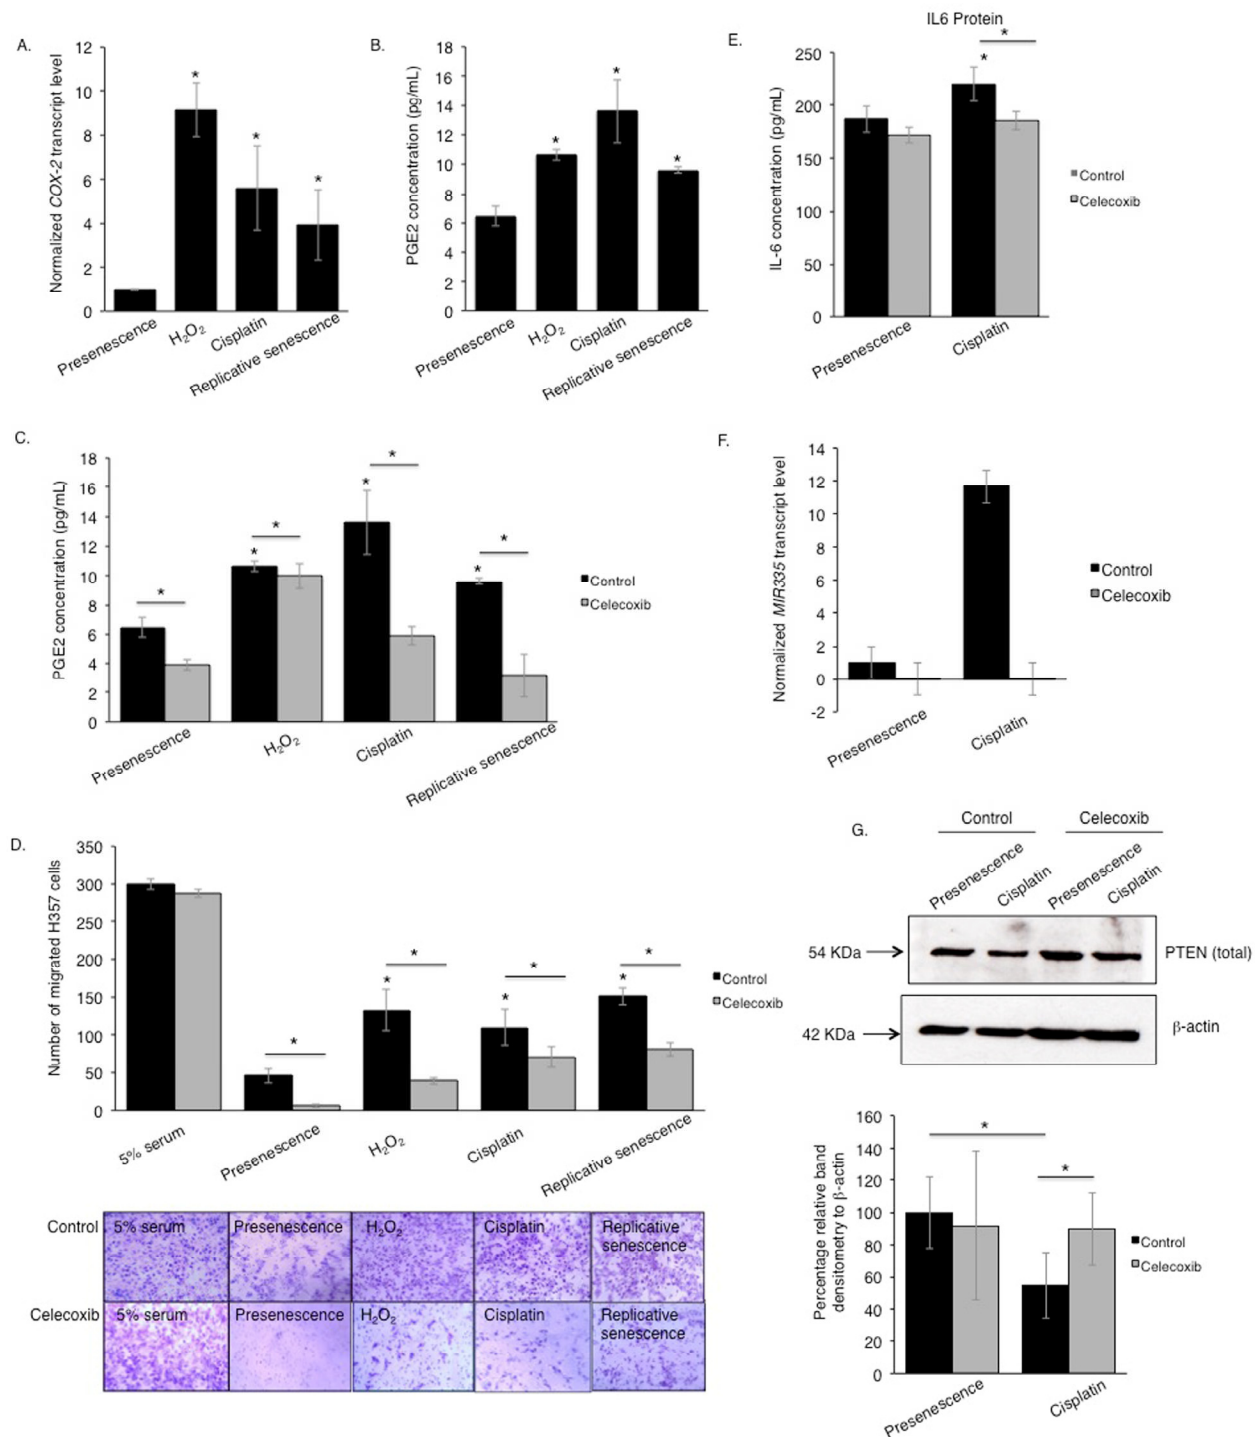 A.
Normalized COX-2 transcript level
12
10
8
6
4
2
0
*
*
*
Presenescence
H₂O₂
Cisplatin
Replicative senescence
B.
PGE2 concentration (pg/mL)
18
16
14
12
10
8
6
4
2
0
*
*
*
Presenescence
H₂O₂
Cisplatin
Replicative senescence
E.
IL6 Protein
IL-6 concentration (pg/mL)
250
200
150
100
50
0
*
*
Presenescence
Cisplatin
Control
Celecoxib
C.
PGE2 concentration (pg/mL)
18
16
14
12
10
8
6
4
2
0
*
*
*
*
*
*
*
Presenescence
H₂O₂
Cisplatin
Replicative senescence
Control
Celecoxib
F.
Normalized MIR335 transcript level
14
12
10
8
6
4
2
0
-2
Presenescence
Cisplatin
Control
Celecoxib
D.
Number of migrated H357 cells
350
300
250
200
150
100
50
0
*
*
*
*
*
*
*
5% serum
Presenescence
H₂O₂
Cisplatin
Replicative senescence
Control
Celecoxib
Control
5% serum
Presenescence
H₂O₂
Cisplatin
Replicative
senescence
Celecoxib
5% serum
Presenescence
H₂O₂
Cisplatin
Replicative
senescence
G.
Control
Celecoxib
Presenescence
Cisplatin
Presenescence
Cisplatin
54 KDa
PTEN (total)
42 KDa
β-actin
Percentage relative band
densitometry to β-actin
160
140
120
100
80
60
40
20
0
*
*
Presenescence
Cisplatin
Control
Celecoxib